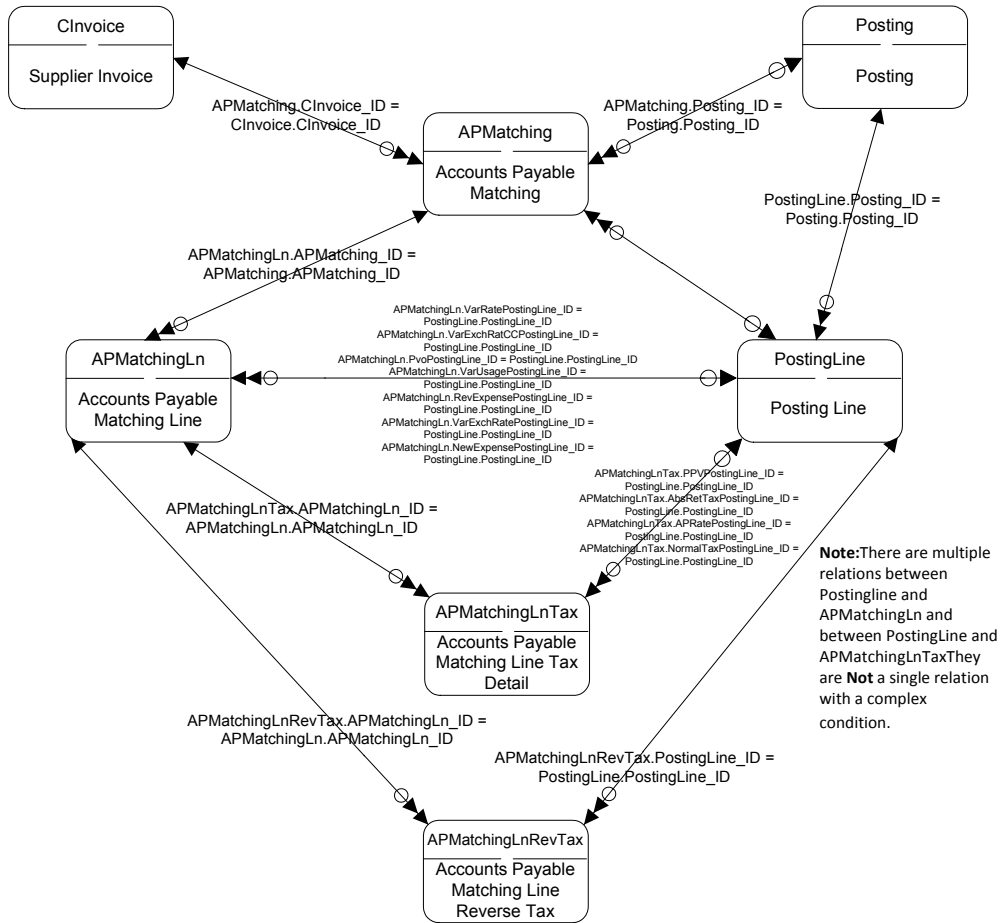 CInvoice
Supplier Invoice
Posting
Posting
APMatching.CInvoice_ID =
CInvoice.CInvoice_ID
APMatching.Posting_ID =
Posting.Posting_ID
APMatching
Accounts Payable
Matching
PostingLine.Posting_ID =
Posting.Posting_ID
APMatchingLn.APMatching_ID =
APMatching.APMatching_ID
APMatchingLn
Accounts Payable
Matching Line
APMatchingLn.VarRatePostingLine_ID =
PostingLine.PostingLine_ID
APMatchingLn.VarExchRatCCPostingLine_ID =
PostingLine.PostingLine_ID
APMatchingLn.PvoPostingLine_ID = PostingLine.PostingLine_ID
APMatchingLn.VarUsagePostingLine_ID =
PostingLine.PostingLine_ID
APMatchingLn.RevExpensePostingLine_ID =
PostingLine.PostingLine_ID
APMatchingLn.VarExchRatePostingLine_ID =
PostingLine.PostingLine_ID
APMatchingLn.NewExpensePostingLine_ID =
PostingLine.PostingLine_ID
PostingLine
Posting Line
APMatchingLnTax.APMatchingLn_ID =
APMatchingLn.APMatchingLn_ID
APMatchingLnTax.PPVPostingLine_ID =
PostingLine.PostingLine_ID
APMatchingLnTax.AbsRetTaxPostingLine_ID =
PostingLine.PostingLine_ID
APMatchingLnTax.APRatePostingLine_ID =
PostingLine.PostingLine_ID
APMatchingLnTax.NormalTaxPostingLine_ID =
PostingLine.PostingLine_ID
Note:There are multiple
relations between
Postingline and
APMatchingLn and
between PostingLine and
APMatchingLnTaxThey
are Not a single relation
with a complex
condition.
APMatchingLnTax
Accounts Payable
Matching Line Tax
Detail
APMatchingLnRevTax.APMatchingLn_ID =
APMatchingLn.APMatchingLn_ID
APMatchingLnRevTax.PostingLine_ID =
PostingLine.PostingLine_ID
APMatchingLnRevTax
Accounts Payable
Matching Line
Reverse Tax